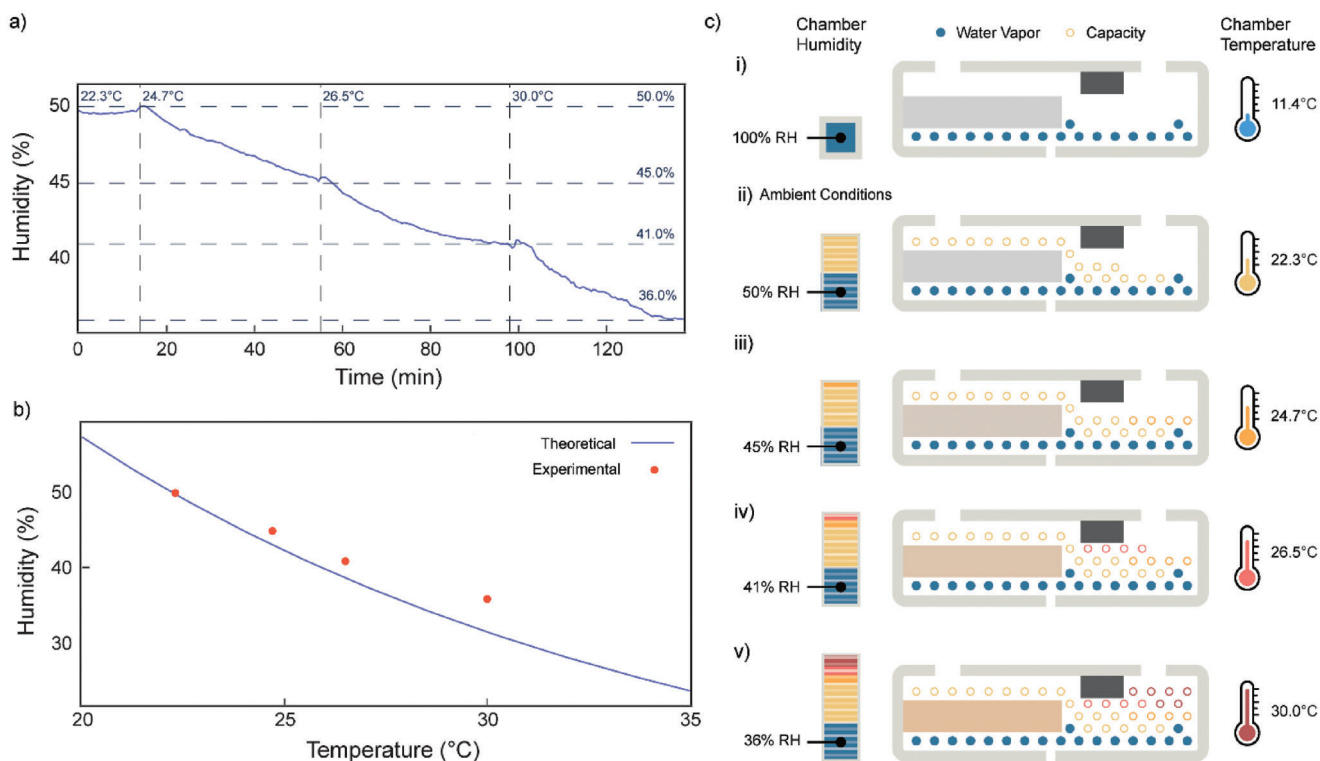 a)
22.3°C 24.7°C 26.5°C 30.0°C 50.0%
45.0%
41.0%
36.0%
50
45
40
Humidity (%)
0 20 40 60 80 100 120
Time (min)
b)
Theoretical
Experimental
50
40
30
Humidity (%)
20 25 30 35
Temperature (°C)
c)
Chamber
Humidity
Water Vapor
Capacity
Chamber
Temperature
i)
100% RH
11.4°C
ii) Ambient Conditions
50% RH
22.3°C
iii)
45% RH
24.7°C
iv)
41% RH
26.5°C
v)
36% RH
30.0°C